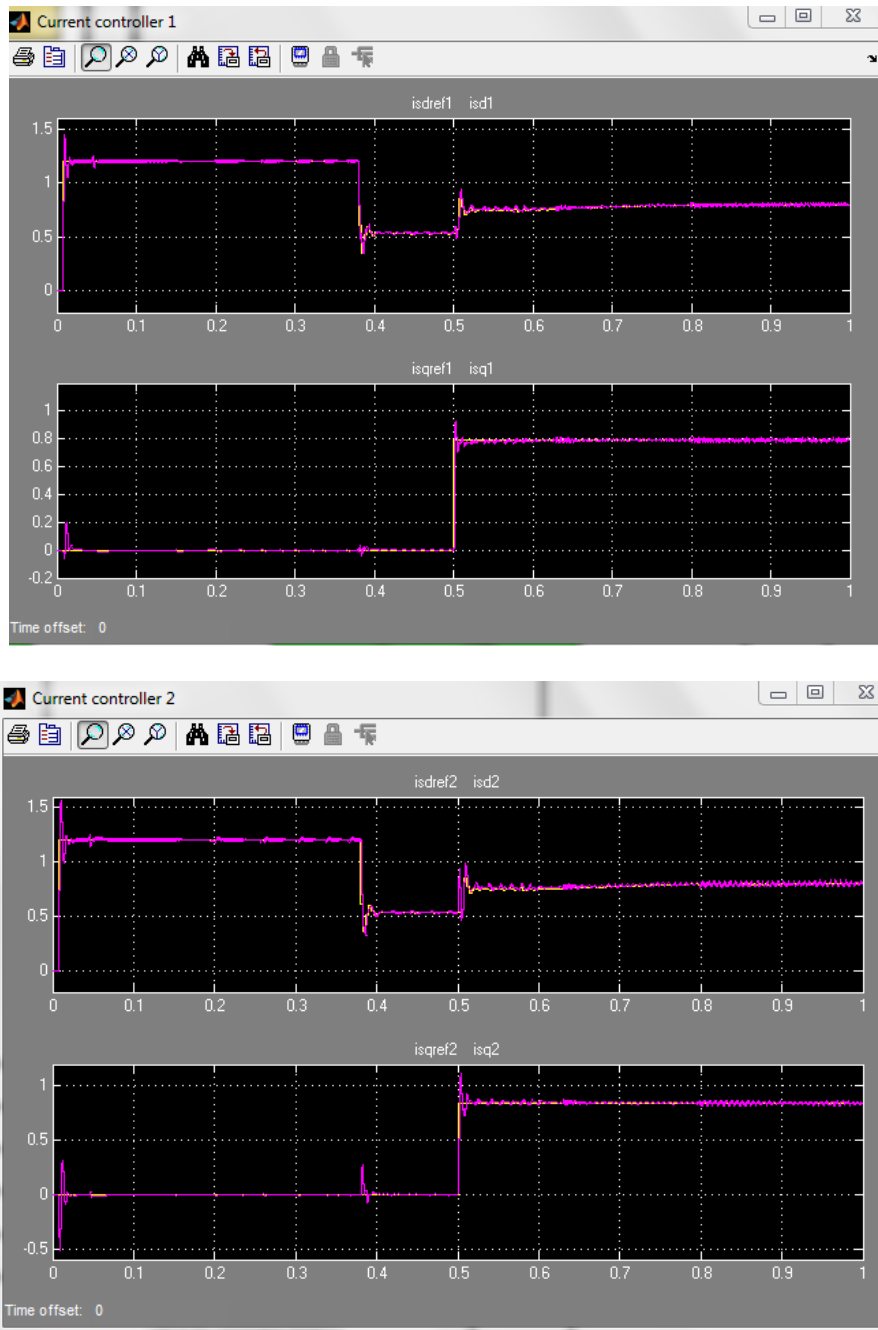 Current controller 1
isdref1 isd1
1.5
1
0.5
0
0 0.1 0.2 0.3 0.4 0.5 0.6 0.7 0.8 0.9 1
isqref1 isq1
1
0.8
0.6
0.4
0.2
0
-0.2
0 0.1 0.2 0.3 0.4 0.5 0.6 0.7 0.8 0.9 1
Time offset: 0
Current controller 2
isdref2 isd2
1.5
1
0.5
0
0 0.1 0.2 0.3 0.4 0.5 0.6 0.7 0.8 0.9 1
isqref2 isq2
1
0.5
0
-0.5
0 0.1 0.2 0.3 0.4 0.5 0.6 0.7 0.8 0.9 1
Time offset: 0